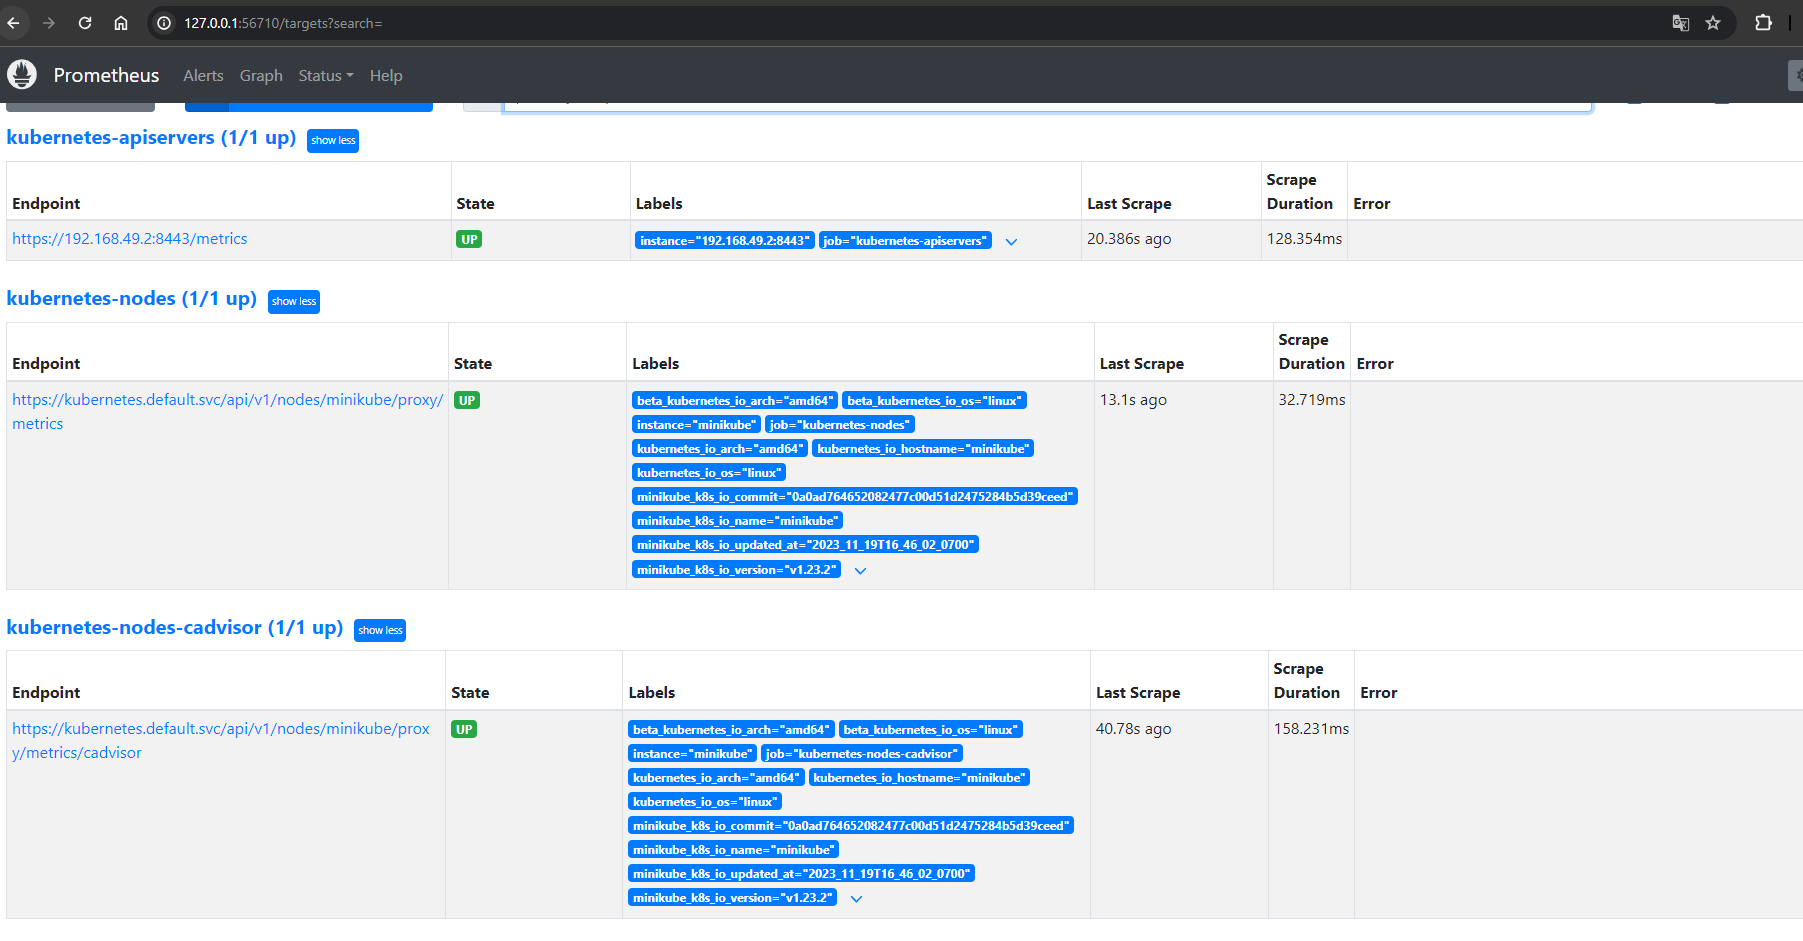 127.0.0.1:56710/targets?search=
Prometheus Alerts Graph Status Help
kubernetes-apiservers (1/1 up) show less
Endpoint State Labels Last Scrape Scrape Duration Error
https://192.168.49.2:8443/metrics UP instance="192.168.49.2:8443" job="kubernetes-apiservers" 20.386s ago 128.354ms
kubernetes-nodes (1/1 up) show less
Endpoint State Labels Last Scrape Scrape Duration Error
https://kubernetes.default.svc/api/v1/nodes/minikube/proxy/ UP beta_kubernetes_io_arch="amd64" beta_kubernetes_io_os="linux" 13.1s ago 32.719ms
metrics instance="minikube" job="kubernetes-nodes"
kubernetes_io_arch="amd64" kubernetes_io_hostname="minikube"
kubernetes_io_os="linux"
minikube_k8s_io_commit="0a0ad764652082477c00d51d2475284b5d39ceed"
minikube_k8s_io_name="minikube"
minikube_k8s_io_updated_at="2023_11_19T16_46_02_0700"
minikube_k8s_io_version="v1.23.2"
kubernetes-nodes-cadvisor (1/1 up) show less
Endpoint State Labels Last Scrape Scrape Duration Error
https://kubernetes.default.svc/api/v1/nodes/minikube/prox UP beta_kubernetes_io_arch="amd64" beta_kubernetes_io_os="linux" 40.78s ago 158.231ms
y/metrics/cadvisor instance="minikube" job="kubernetes-nodes-cadvisor"
kubernetes_io_arch="amd64" kubernetes_io_hostname="minikube"
kubernetes_io_os="linux"
minikube_k8s_io_commit="0a0ad764652082477c00d51d2475284b5d39ceed"
minikube_k8s_io_name="minikube"
minikube_k8s_io_updated_at="2023_11_19T16_46_02_0700"
minikube_k8s_io_version="v1.23.2"